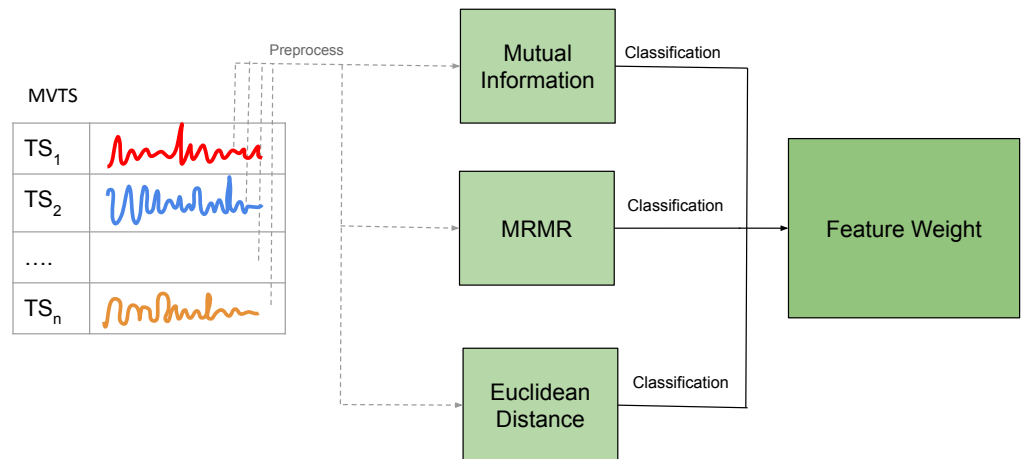 Preprocess
MVTS
TS1
TS2
....
TSn
Mutual
Information
Classification
MRMR
Classification
Euclidean
Distance
Classification
Feature Weight